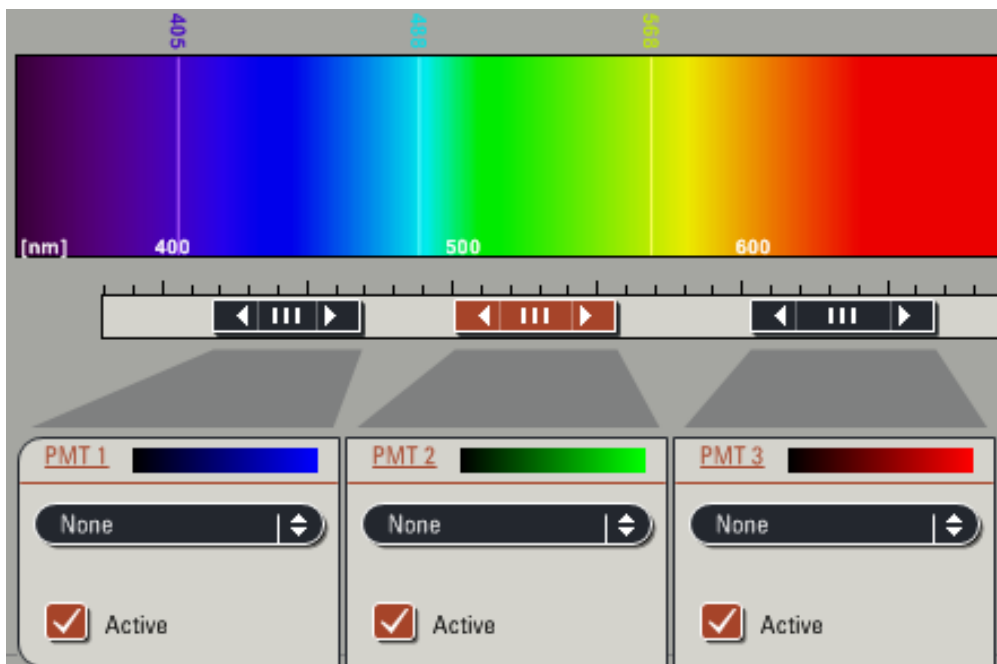 405 488 568
[nm] 400 500 600
PMT 1 PMT 2 PMT 3
None None None
Active Active Active